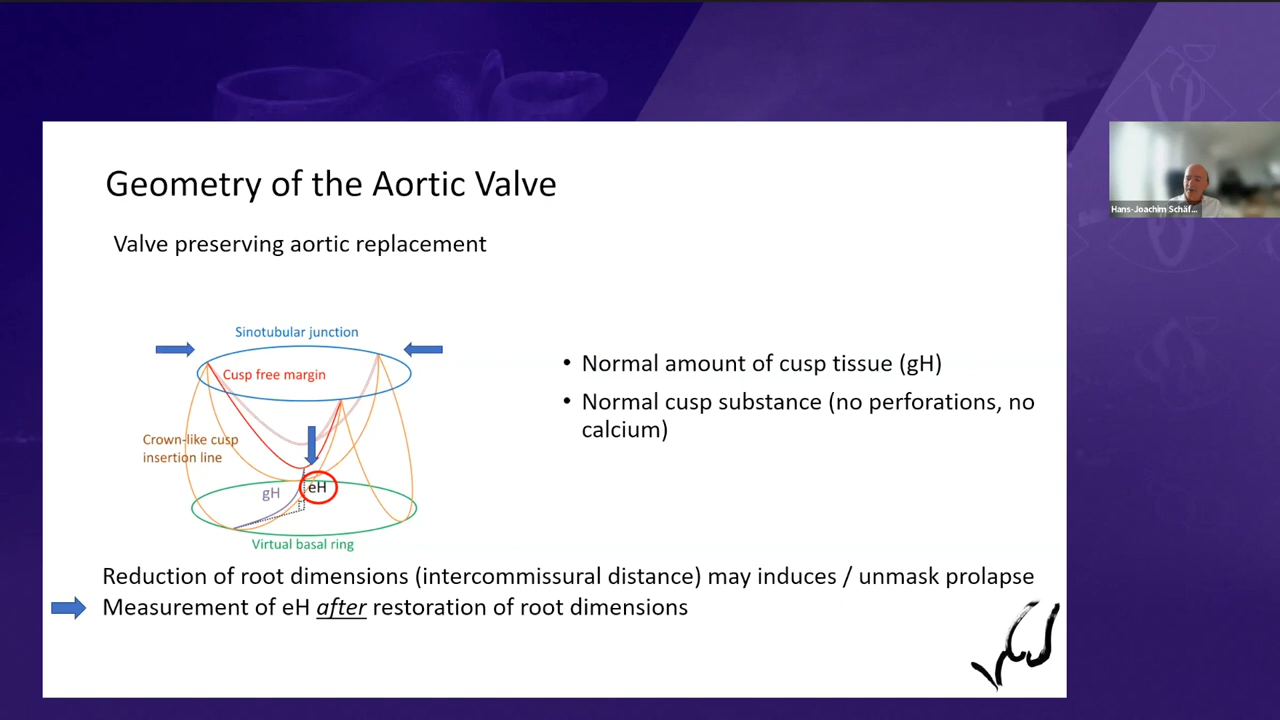 Geometry of the Aortic Valve
Valve preserving aortic replacement
Sinotubular junction
Cusp free margin
Crown-like cusp
insertion line
gH
eH
Virtual basal ring
• Normal amount of cusp tissue (gH)
• Normal cusp substance (no perforations, no
calcium)
Reduction of root dimensions (intercommissural distance) may induces / unmask prolapse
Measurement of eH after restoration of root dimensions
Hans-Joachim Schäf...